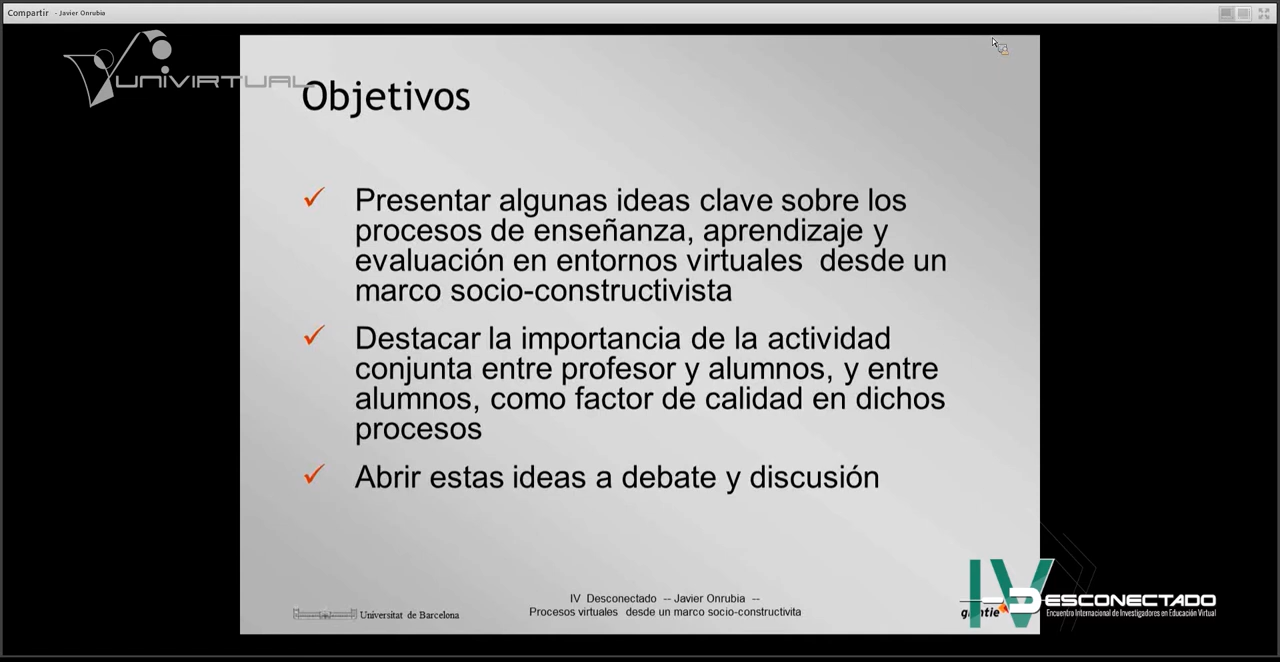 Compartir - Javier Onrubia
UNIVIRTUAL
Objetivos
✓ Presentar algunas ideas clave sobre los
procesos de enseñanza, aprendizaje y
evaluación en entornos virtuales desde un
marco socio-constructivista
✓ Destacar la importancia de la actividad
conjunta entre profesor y alumnos, y entre
alumnos, como factor de calidad en dichos
procesos
✓ Abrir estas ideas a debate y discusión
Universitat de Barcelona
IV Desconectado -- Javier Onrubia --
Procesos virtuales desde un marco socio-constructivita
IV DESCONECTADO
Encuentro Internacional de Investigadores en Educación Virtual